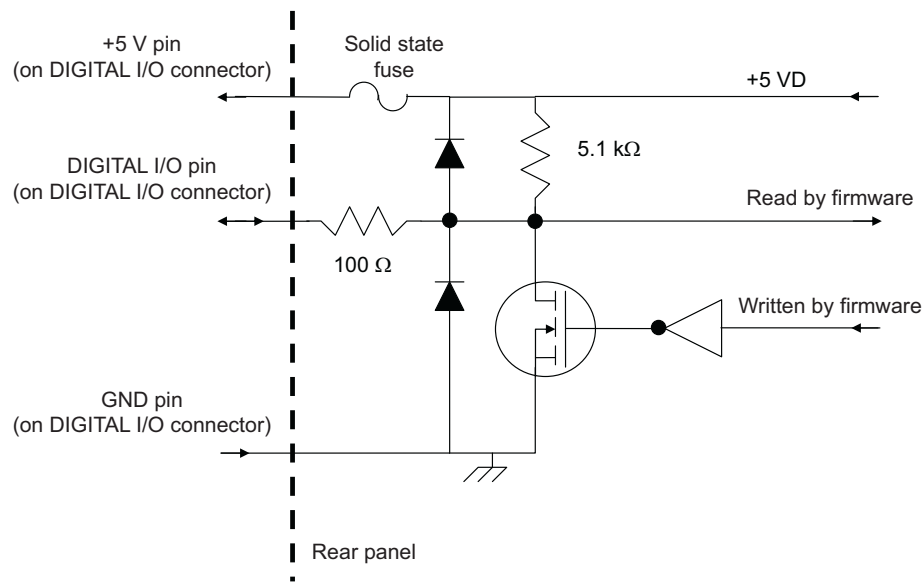 +5 V pin
(on DIGITAL I/O connector)
Solid state
fuse
+5 VD
5.1 kΩ
DIGITAL I/O pin
(on DIGITAL I/O connector)
Read by firmware
100 Ω
Written by firmware
GND pin
(on DIGITAL I/O connector)
Rear panel